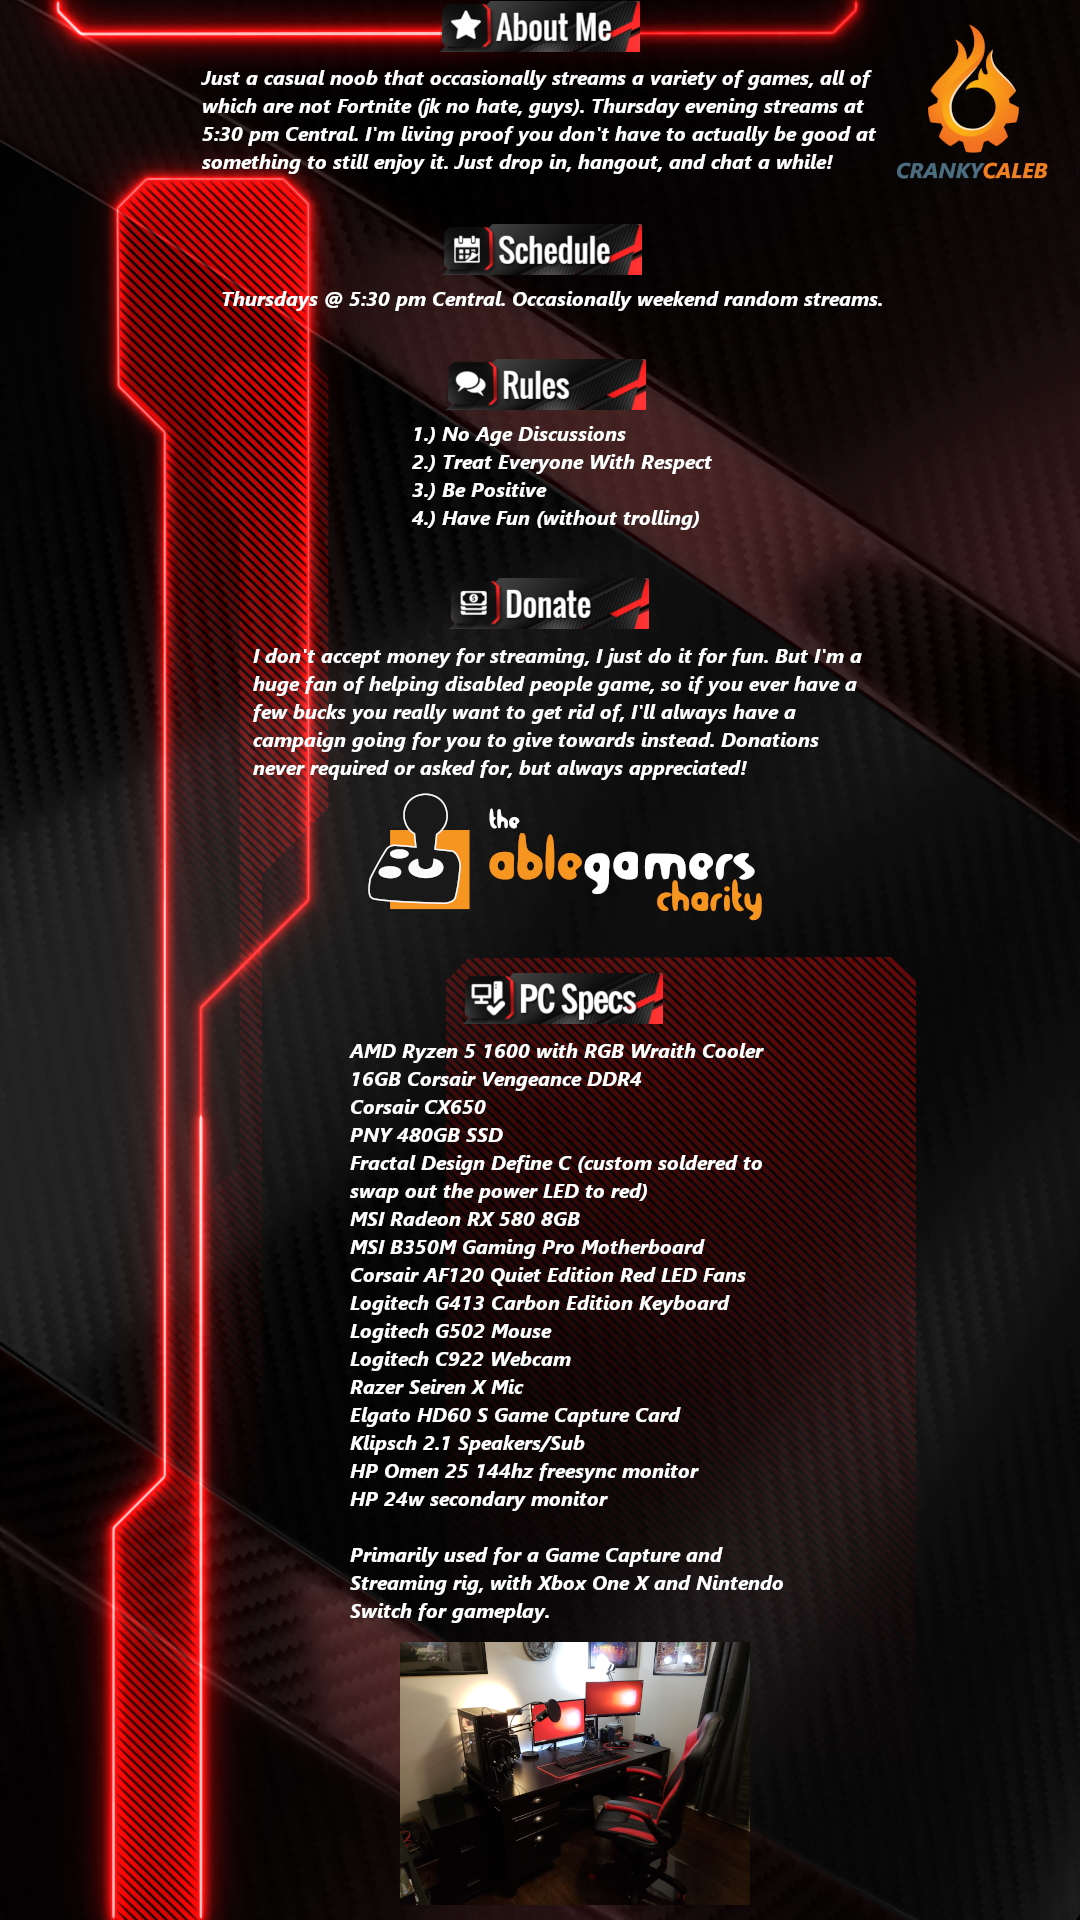 About Me
Just a casual noob that occasionally streams a variety of games, all of
which are not Fortnite (jk no hate, guys). Thursday evening streams at
5:30 pm Central. I'm living proof you don't have to actually be good at
something to still enjoy it. Just drop in, hangout, and chat a while!
CRANKYCALEB
Schedule
Thursdays @ 5:30 pm Central. Occasionally weekend random streams.
Rules
1.) No Age Discussions
2.) Treat Everyone With Respect
3.) Be Positive
4.) Have Fun (without trolling)
Donate
I don't accept money for streaming, I just do it for fun. But I'm a
huge fan of helping disabled people game, so if you ever have a
few bucks you really want to get rid of, I'll always have a
campaign going for you to give towards instead. Donations
never required or asked for, but always appreciated!
the
ablegamers
charity
PC Specs
AMD Ryzen 5 1600 with RGB Wraith Cooler
16GB Corsair Vengeance DDR4
Corsair CX650
PNY 480GB SSD
Fractal Design Define C (custom soldered to
swap out the power LED to red)
MSI Radeon RX 580 8GB
MSI B350M Gaming Pro Motherboard
Corsair AF120 Quiet Edition Red LED Fans
Logitech G413 Carbon Edition Keyboard
Logitech G502 Mouse
Logitech C922 Webcam
Razer Seiren X Mic
Elgato HD60 S Game Capture Card
Klipsch 2.1 Speakers/Sub
HP Omen 25 144hz freesync monitor
HP 24w secondary monitor
Primarily used for a Game Capture and
Streaming rig, with Xbox One X and Nintendo
Switch for gameplay.